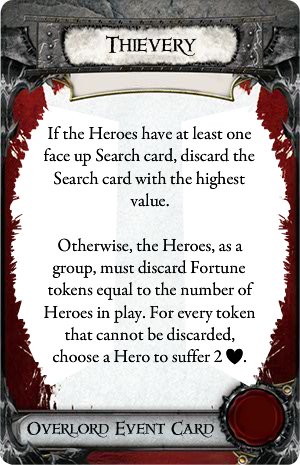 Thievery
If the Heroes have at least one
face up Search card, discard the
Search card with the highest
value.
Otherwise, the Heroes, as a
group, must discard Fortune
tokens equal to the number of
Heroes in play. For every token
that cannot be discarded,
choose a Hero to suffer 2 ♥.
Overlord Event Card